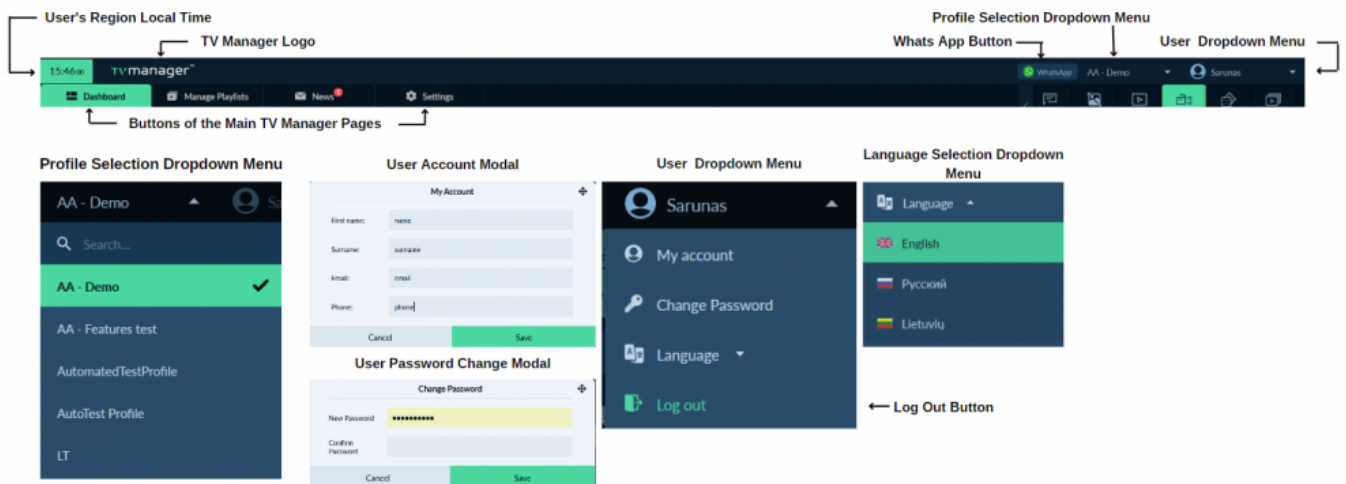 User's Region Local Time
Profile Selection Dropdown Menu
TV Manager Logo
Whats App Button
User Dropdown Menu
15:46:00 TVmanager
WhatsApp AA - Demo Sarunas
Dashboard Manage Playlists News Settings
Buttons of the Main TV Manager Pages
Profile Selection Dropdown Menu
AA - Demo Sa
Search...
AA - Demo
AA - Features test
AutomatedTestProfile
AutoTest Profile
LT
User Account Modal
My Account
First name: name
Surname: surname
Email: email
Phone: phone
Cancel Save
User Password Change Modal
Change Password
New Password ••••••••••
Confirm
Password
Cancel Save
User Dropdown Menu
Sarunas
My account
Change Password
Language
Log out
Log Out Button
Language Selection Dropdown
Menu
Language
English
Русский
Lietuvių